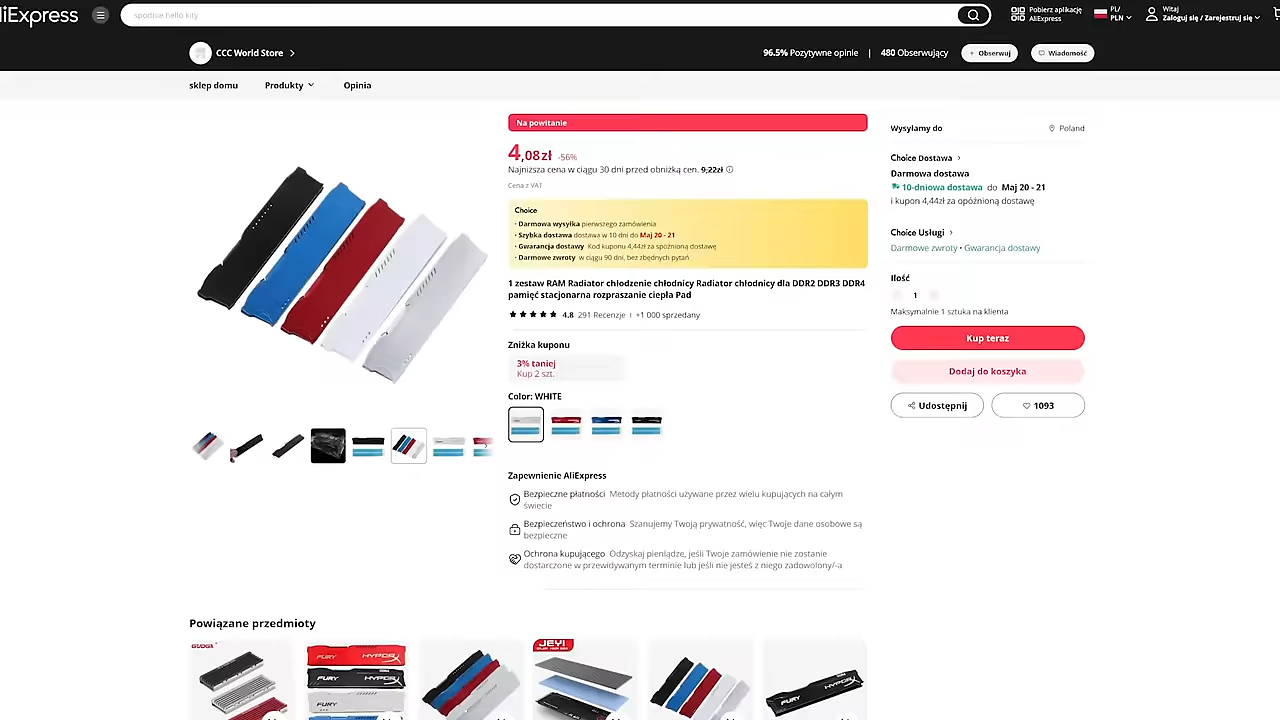 liExpress
spodnie hello kity
Pobierz aplikację
AliExpress
PL/
PLN
Witaj
Zaloguj się / Zarejestruj się
CCC World Store
96.5% Pozytywne opinie | 480 Obserwujący
+ Obserwuj
Wiadomość
sklep domu
Produkty
Opinia
Na powitanie
4,08zł -56%
Najniższa cena w ciągu 30 dni przed obniżką cen. 9,22zł
Cena z VAT
Choice
· Darmowa wysyłka pierwszego zamówienia
· Szybka dostawa dostawa w 10 dni do Maj 20 - 21
· Gwarancja dostawy Kod kuponu 4,44zł za spóźnioną dostawę
· Darmowe zwroty w ciągu 90 dni, bez zbędnych pytań
1 zestaw RAM Radiator chłodzenie chłodnicy Radiator chłodnicy dla DDR2 DDR3 DDR4
pamięć stacjonarna rozpraszanie ciepła Pad
4.8 291 Recenzje | +1 000 sprzedany
Zniżka kuponu
3% taniej
Kup 2 szt.
Color: WHITE
Zapewnienie AliExpress
Bezpieczne płatności Metody płatności używane przez wielu kupujących na całym
świecie
Bezpieczeństwo i ochrona Szanujemy Twoją prywatność, więc Twoje dane osobowe są
bezpieczne
Ochrona kupującego Odzyskaj pieniądze, jeśli Twoje zamówienie nie zostanie
dostarczone w przewidywanym terminie lub jeśli nie jesteś z niego zadowolony/-a
Wysyłamy do
Poland
Choice Dostawa
Darmowa dostawa
10-dniowa dostawa do Maj 20 - 21
i kupon 4,44zł za opóźnioną dostawę
Choice Usługi
Darmowe zwroty • Gwarancja dostawy
Ilość
1
Maksymalnie 1 sztuka na klienta
Kup teraz
Dodaj do koszyka
Udostępnij
1093
Powiązane przedmioty
GUDGA
FURY HYPERX
FURY
FURY
JEYI
FURY HYPERX